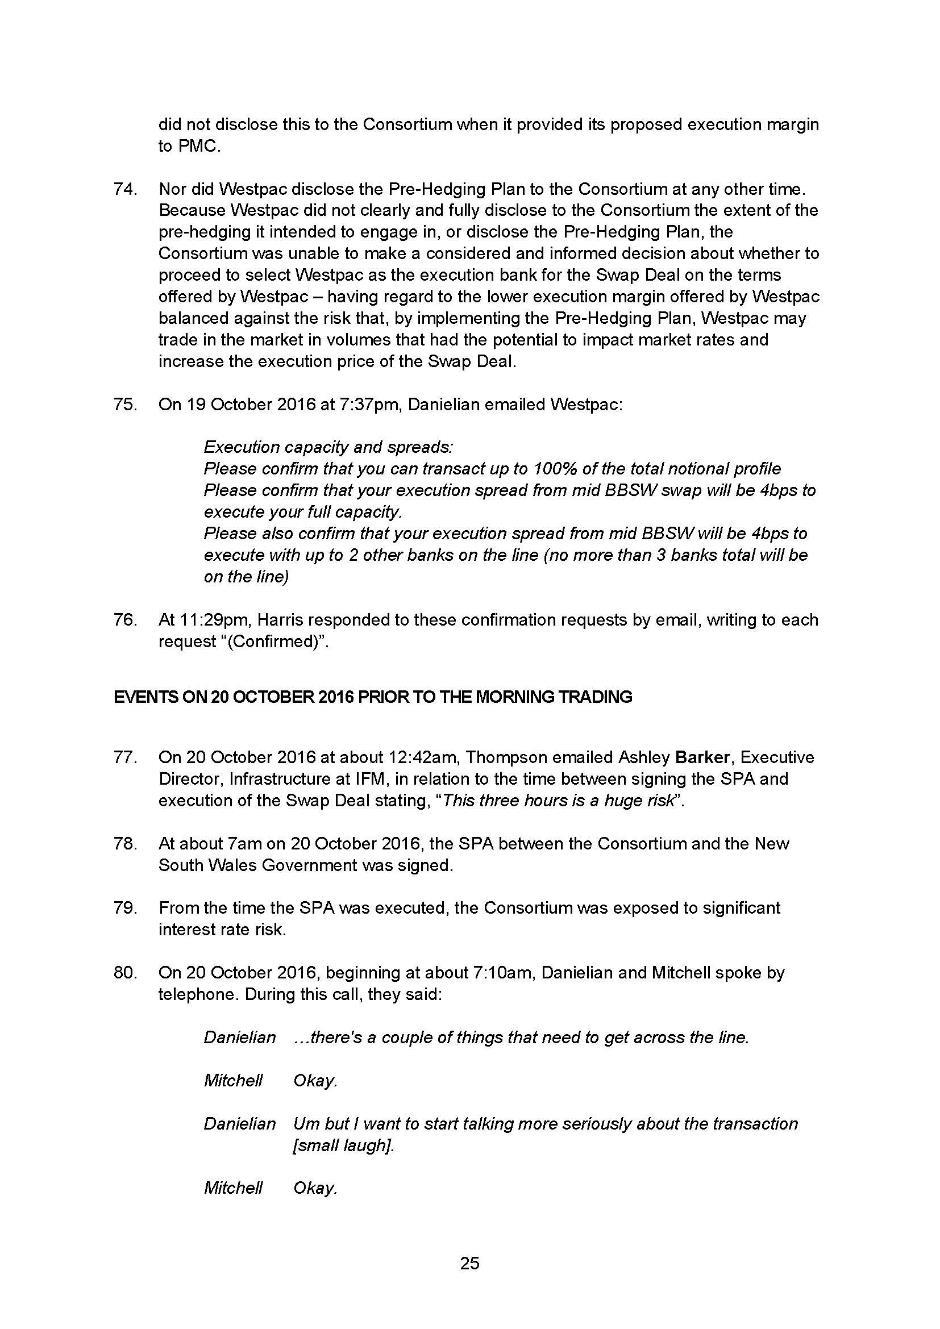 did not disclose this to the Consortium when it provided its proposed execution margin
to PMC.
74. Nor did Westpac disclose the Pre-Hedging Plan to the Consortium at any other time.
Because Westpac did not clearly and fully disclose to the Consortium the extent of the
pre-hedging it intended to engage in, or disclose the Pre-Hedging Plan, the
Consortium was unable to make a considered and informed decision about whether to
proceed to select Westpac as the execution bank for the Swap Deal on the terms
offered by Westpac – having regard to the lower execution margin offered by Westpac
balanced against the risk that, by implementing the Pre-Hedging Plan, Westpac may
trade in the market in volumes that had the potential to impact market rates and
increase the execution price of the Swap Deal.
75. On 19 October 2016 at 7:37pm, Danielian emailed Westpac:
Execution capacity and spreads:
Please confirm that you can transact up to 100% of the total notional profile
Please confirm that your execution spread from mid BBSW swap will be 4bps to
execute your full capacity.
Please also confirm that your execution spread from mid BBSW will be 4bps to
execute with up to 2 other banks on the line (no more than 3 banks total will be
on the line)
76. At 11:29pm, Harris responded to these confirmation requests by email, writing to each
request “(Confirmed)”.
EVENTS ON 20 OCTOBER 2016 PRIOR TO THE MORNING TRADING
77. On 20 October 2016 at about 12:42am, Thompson emailed Ashley Barker, Executive
Director, Infrastructure at IFM, in relation to the time between signing the SPA and
execution of the Swap Deal stating, “This three hours is a huge risk”.
78. At about 7am on 20 October 2016, the SPA between the Consortium and the New
South Wales Government was signed.
79. From the time the SPA was executed, the Consortium was exposed to significant
interest rate risk.
80. On 20 October 2016, beginning at about 7:10am, Danielian and Mitchell spoke by
telephone. During this call, they said:
Danielian …there's a couple of things that need to get across the line.
Mitchell Okay.
Danielian Um but I want to start talking more seriously about the transaction
[small laugh].
Mitchell Okay.
25